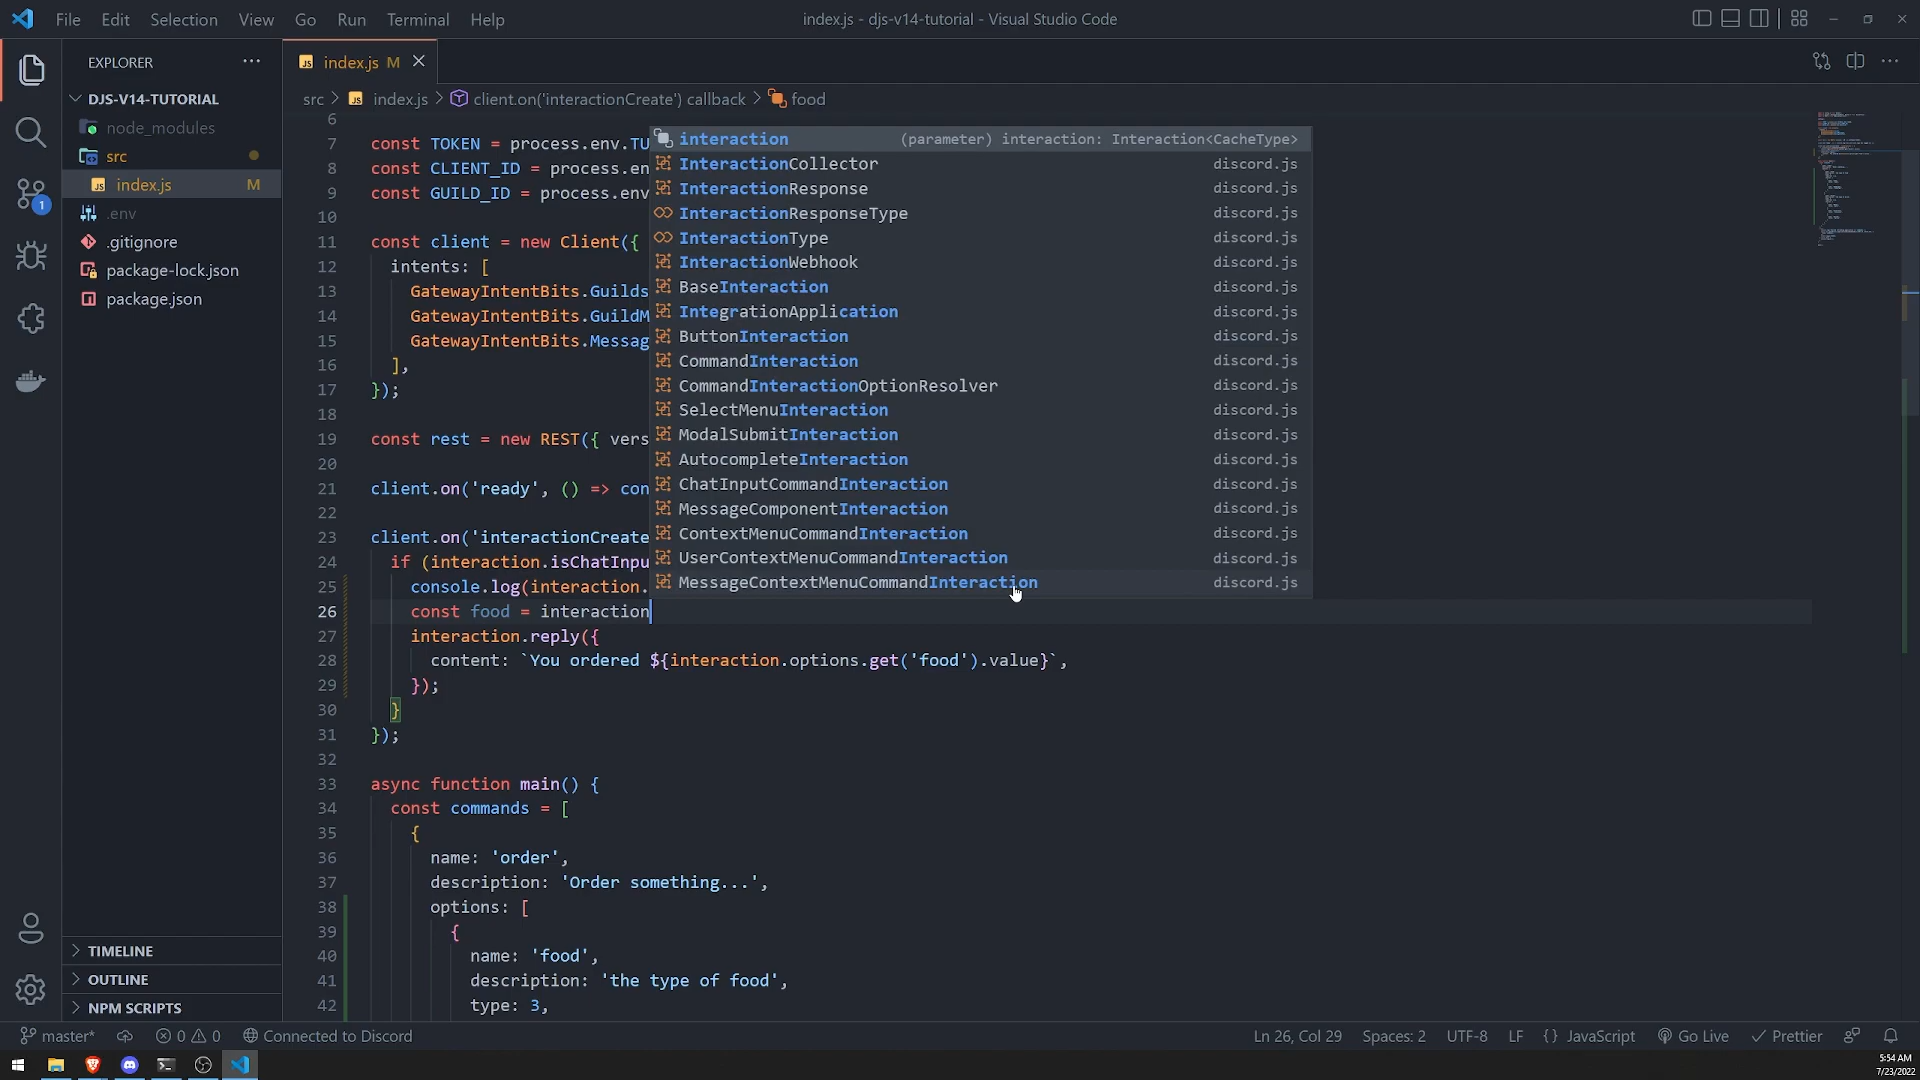 File Edit Selection View Go Run Terminal Help
index.js - djs-v14-tutorial - Visual Studio Code
EXPLORER
DJS-V14-TUTORIAL
node_modules
src
index.js M
.env
.gitignore
package-lock.json
package.json
1
TIMELINE
OUTLINE
NPM SCRIPTS
index.js M
src > index.js > client.on('interactionCreate') callback > food
6
7 const TOKEN = process.env.TU
8 const CLIENT_ID = process.en
9 const GUILD_ID = process.env
10
11 const client = new Client({
12 intents: [
13 GatewayIntentBits.Guilds
14 GatewayIntentBits.GuildM
15 GatewayIntentBits.Messag
16 ],
17 });
18
19 const rest = new REST({ vers
20
21 client.on('ready', () => con
22
23 client.on('interactionCreate
24 if (interaction.isChatInpu
25 console.log(interaction.
26 const food = interaction
27 interaction.reply({
28 content: `You ordered ${interaction.options.get('food').value}`,
29 });
30 }
31 });
32
33 async function main() {
34 const commands = [
35 {
36 name: 'order',
37 description: 'Order something...',
38 options: [
39 {
40 name: 'food',
41 description: 'the type of food',
42 type: 3,
interaction (parameter) interaction: Interaction<CacheType>
InteractionCollector discord.js
InteractionResponse discord.js
InteractionResponseType discord.js
InteractionType discord.js
InteractionWebhook discord.js
BaseInteraction discord.js
IntegrationApplication discord.js
ButtonInteraction discord.js
CommandInteraction discord.js
CommandInteractionOptionResolver discord.js
SelectMenuInteraction discord.js
ModalSubmitInteraction discord.js
AutocompleteInteraction discord.js
ChatInputCommandInteraction discord.js
MessageComponentInteraction discord.js
ContextMenuCommandInteraction discord.js
UserContextMenuCommandInteraction discord.js
MessageContextMenuCommandInteraction discord.js
master* 0 0 Connected to Discord
Ln 26, Col 29 Spaces: 2 UTF-8 LF {} JavaScript Go Live Prettier
5:54 AM
7/23/2022